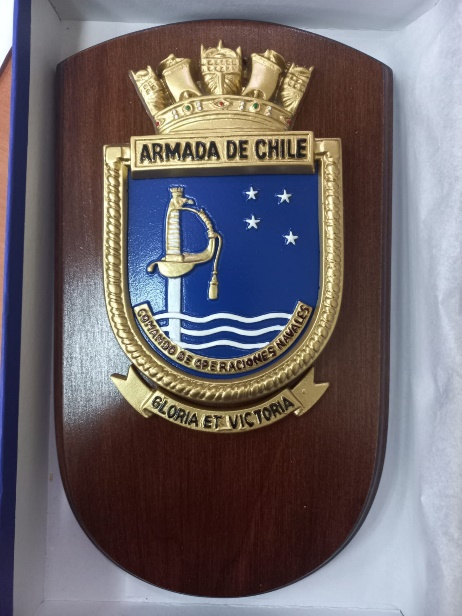 ARMADA DE CHILE
COMANDO DE OPERACIONES NAVALES
GLORIA ET VICTORIA